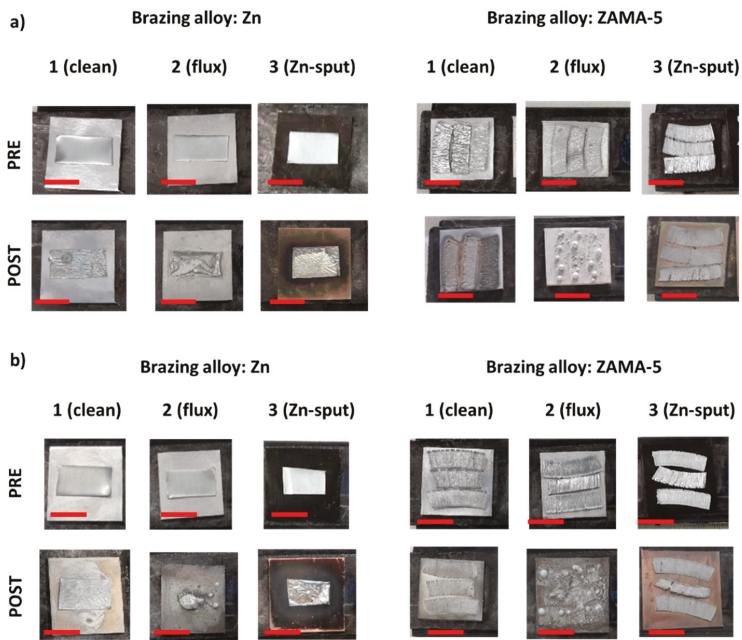 a)
Brazing alloy: Zn
Brazing alloy: ZAMA-5
1 (clean) 2 (flux) 3 (Zn-sput)
1 (clean) 2 (flux) 3 (Zn-sput)
PRE
POST
b)
Brazing alloy: Zn
Brazing alloy: ZAMA-5
1 (clean) 2 (flux) 3 (Zn-sput)
1 (clean) 2 (flux) 3 (Zn-sput)
PRE
POST